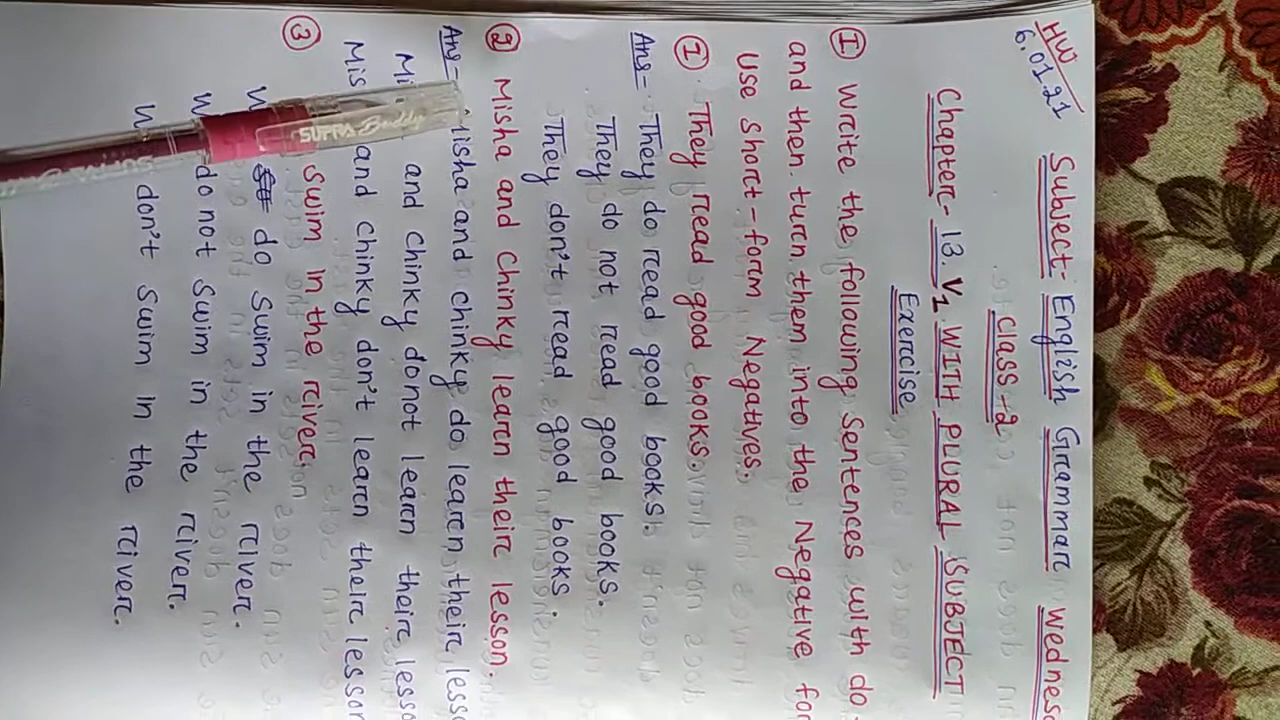 HW
6.01.21
Subject- English Grammar Wednes
Class-2
Chapter-13. V1 WITH PLURAL SUBJECT
Exercise
① Write the following sentences with do
and then turn them into the Negative for
Use short-form Negatives.
① They read good books.
Ans- They do read good books.
They do not read good books.
They don't read good books.
② Misha and Chinky learn their lesson.
Ans- Misha and chinky do learn their less
Mi and chinky donot learn their lesso
Mis and chinky don't learn their lesson
③ swim in the river.
W do swim in the river.
W do not swim in the river.
W don't swim in the river.
SUPRA Buddy